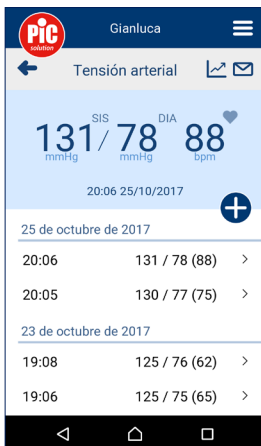 PiC
solution
Gianluca
Tensión arterial
SIS DIA
131/ 78 88
mmHg mmHg bpm
20:06 25/10/2017
25 de octubre de 2017
20:06 131 / 78 (88) >
20:05 130 / 77 (75) >
23 de octubre de 2017
19:08 125 / 76 (62) >
19:06 125 / 75 (65) >